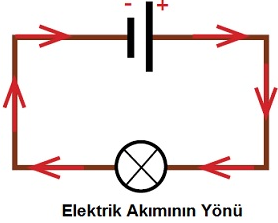 - +
Elektrik Akımının Yönü